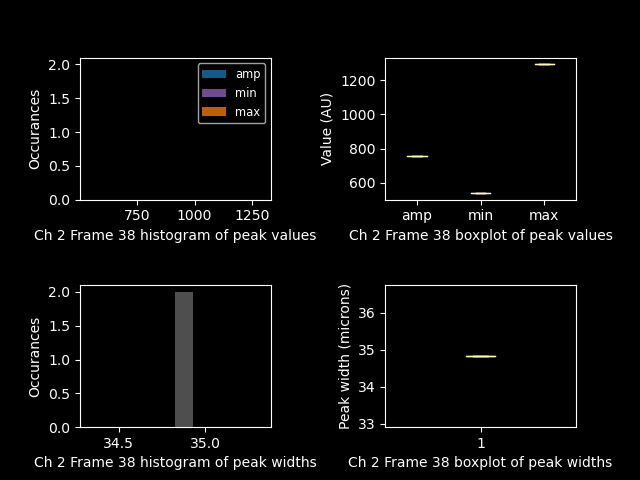 2.0
1.5
1.0
0.5
0.0
Occurances
amp
min
max
750 1000 1250
Ch 2 Frame 38 histogram of peak values
1200
1000
800
600
Value (AU)
amp min max
Ch 2 Frame 38 boxplot of peak values
2.0
1.5
1.0
0.5
0.0
Occurances
34.5 35.0
Ch 2 Frame 38 histogram of peak widths
36
35
34
33
Peak width (microns)
1
Ch 2 Frame 38 boxplot of peak widths